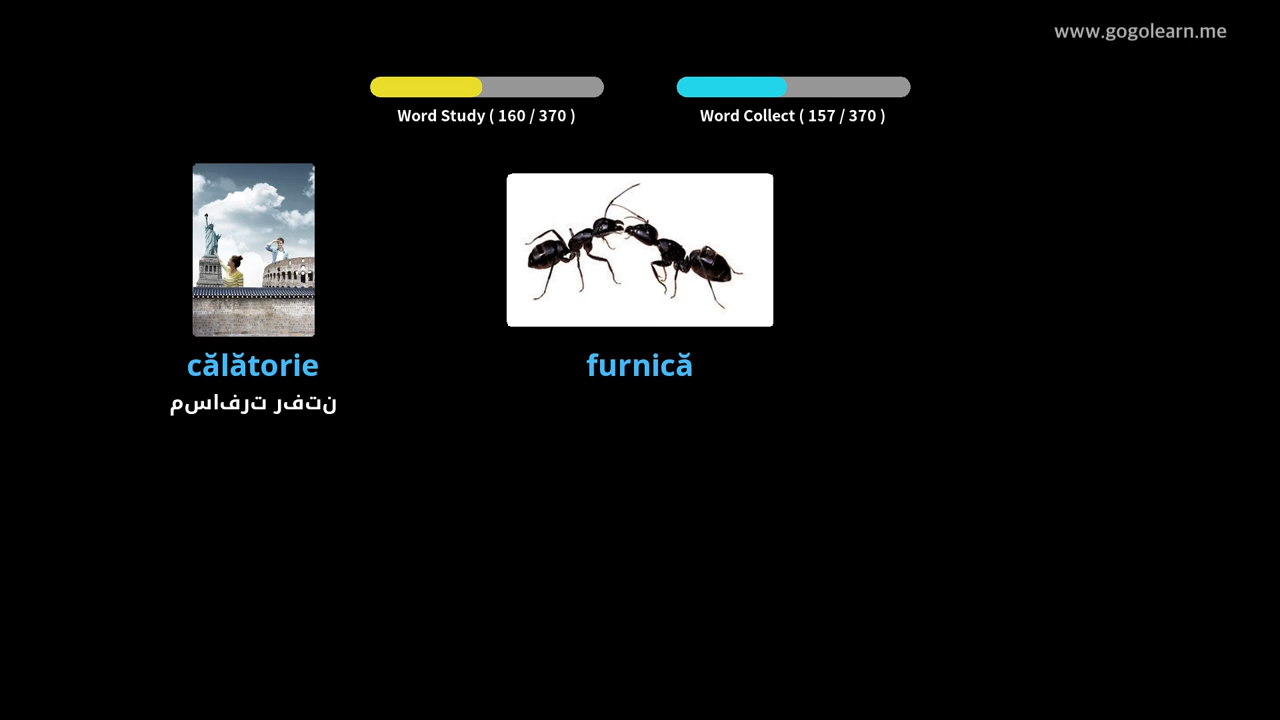 www.gogolearn.me
Word Study ( 160 / 370 )
Word Collect ( 157 / 370 )
călătorie
مسافرت رفتن
furnică